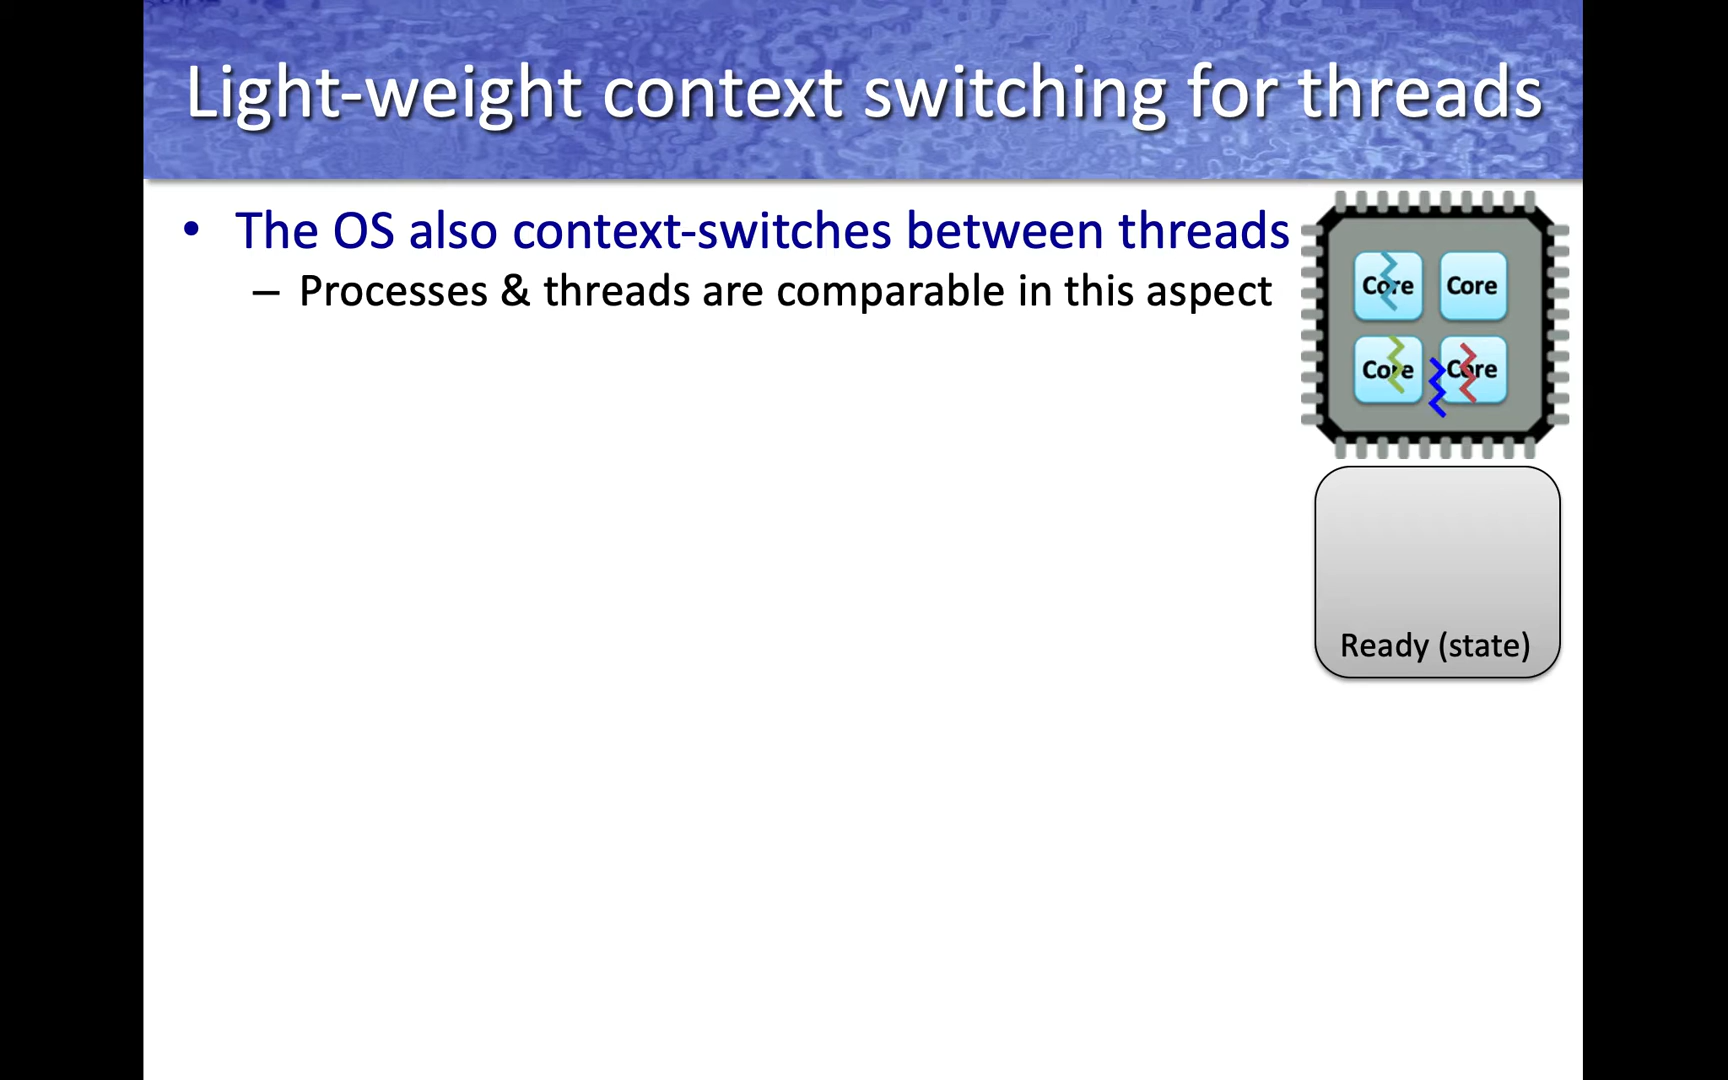 Light-weight context switching for threads
• The OS also context-switches between threads
– Processes & threads are comparable in this aspect
Core Core
Core Core
Ready (state)